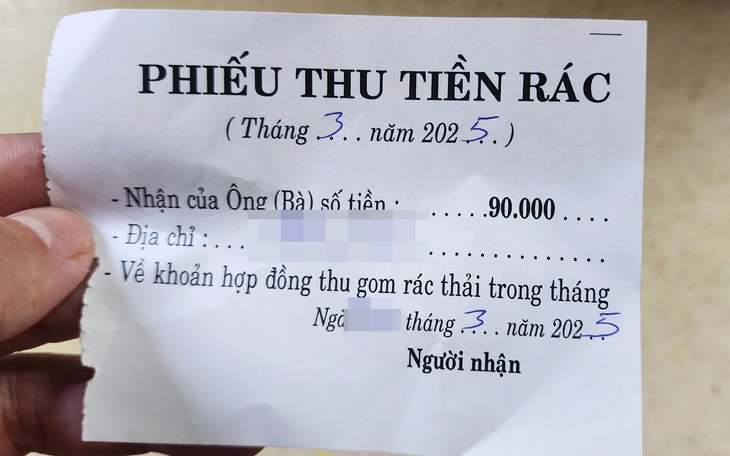 PHIẾU THU TIỀN RÁC
( Tháng 3 . . năm 2025. . )
- Nhận của Ông (Bà) số tiền : . . . . .90.000 . . . .
- Địa chỉ : . . . . . . . . . . . . . . . . .
- Về khoản hợp đồng thu gom rác thải trong tháng
tháng 3 . . năm 2025
Người nhận